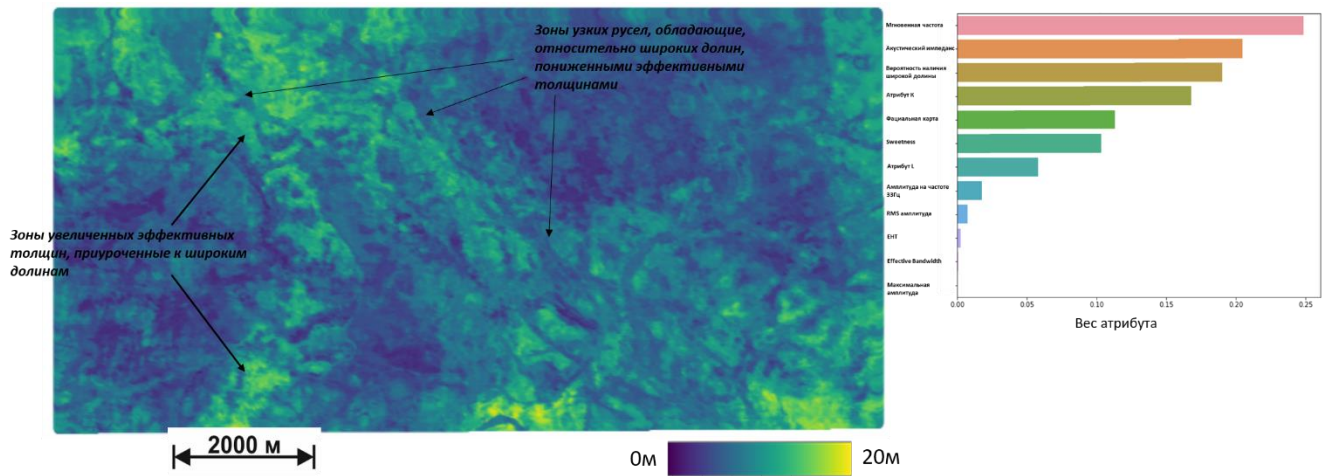 Зоны узких русел, обладающие,
относительно широких долин,
пониженными эффективными
толщинами
Зоны увеличенных эффективных
толщин, приуроченные к широким
долинам
2000 м
0м
20м
Мгновенная частота
Акустический импеданс
Вероятность наличия
широкой долины
Атрибут R
Фациальная карта
Sweetness
Атрибут L
Амплитуда на частоте
53Гц
RMS амплитуда
EHT
Effective Bandwidth
Максимальная
амплитуда
0.00 0.05 0.10 0.15 0.20 0.25
Вес атрибута